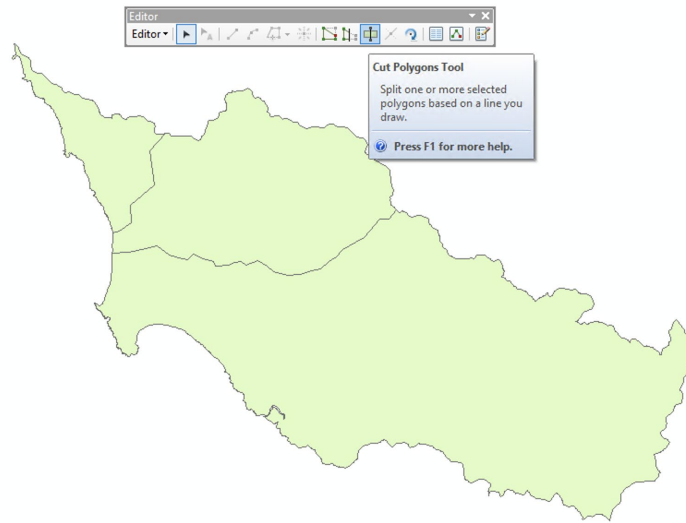 Editor
Editor
Cut Polygons Tool
Split one or more selected
polygons based on a line you
draw.
Press F1 for more help.